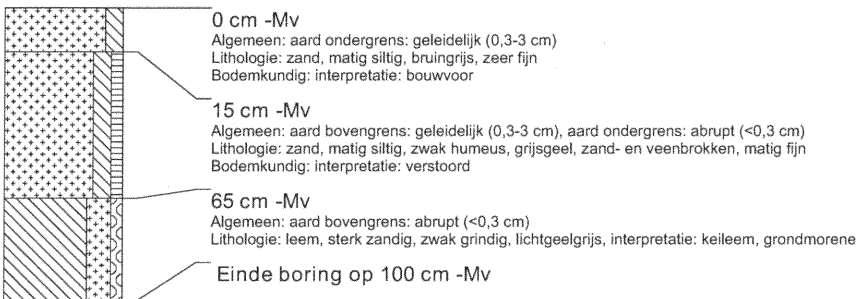 0 cm -Mv
Algemeen: aard ondergrens: geleidelijk (0,3-3 cm)
Lithologie: zand, matig siltig, bruingrijs, zeer fijn
Bodemkundig: interpretatie: bouwvoor
15 cm -Mv
Algemeen: aard bovengrens: geleidelijk (0,3-3 cm), aard ondergrens: abrupt (<0,3 cm)
Lithologie: zand, matig siltig, zwak humeus, grijsgeel, zand- en veenbrokken, matig fijn
Bodemkundig: interpretatie: verstoord
65 cm -Mv
Algemeen: aard bovengrens: abrupt (<0,3 cm)
Lithologie: leem, sterk zandig, zwak grindig, lichtgeelgrijs, interpretatie: keileem, grondmorene
Einde boring op 100 cm -Mv